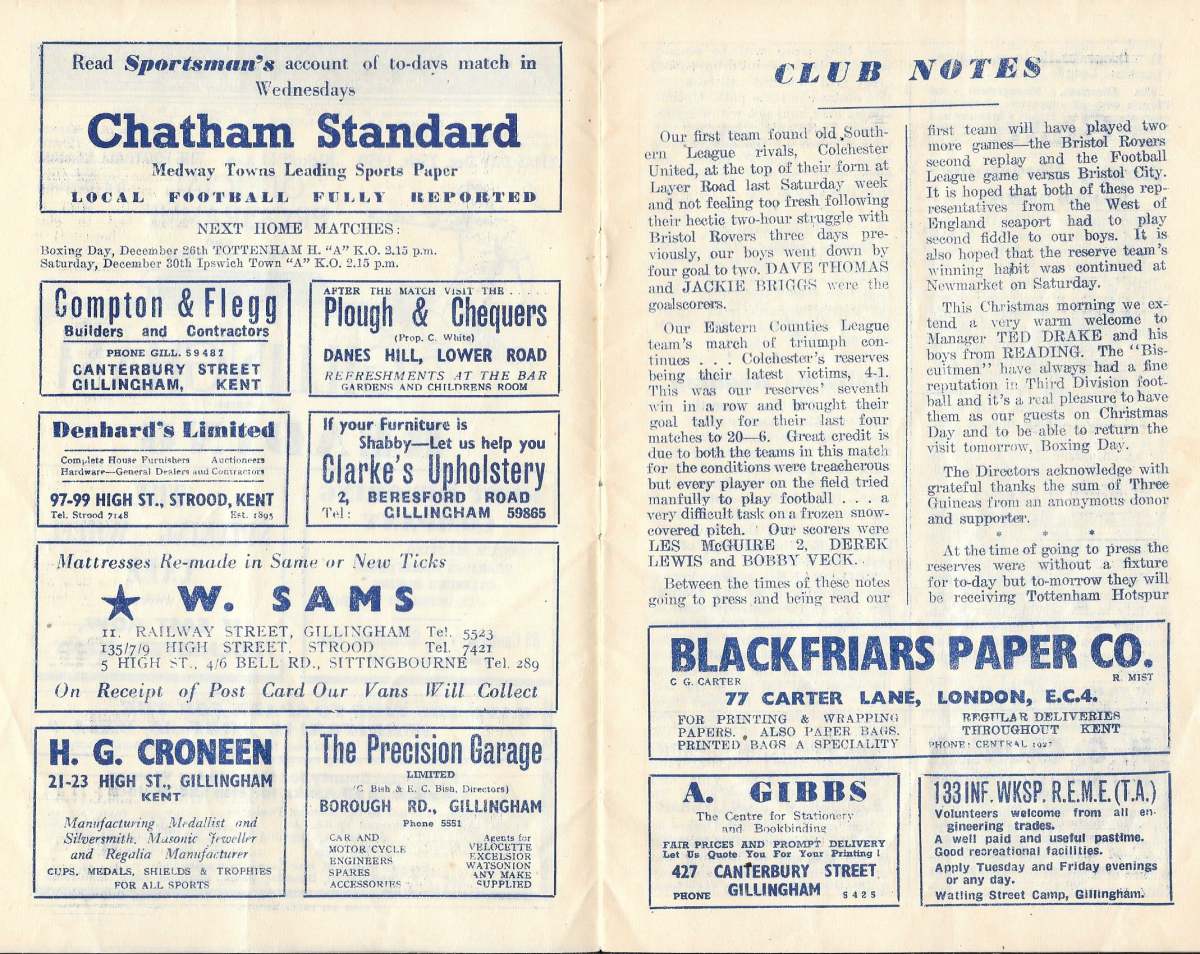 Read Sportsman's account of to-days match in
Wednesdays
Chatham Standard
Medway Towns Leading Sports Paper
LOCAL FOOTBALL FULLY REPORTED
NEXT HOME MATCHES:
Boxing Day, December 26th TOTTENHAM H. "A" K.O. 2.15 p.m.
Saturday, December 30th Ipswich Town "A" K.O. 2.15 p.m.
Compton & Flegg
Builders and Contractors
PHONE GILL. 59487
CANTERBURY STREET
GILLINGHAM, KENT
AFTER THE MATCH VISIT THE . . . . . .
Plough & Chequers
(Prop. C. White)
DANES HILL, LOWER ROAD
REFRESHMENTS AT THE BAR
GARDENS AND CHILDRENS ROOM
Denhard's Limited
Complete House Furnishers Auctioneers
Hardware—General Dealers and Contractors
97-99 HIGH ST., STROOD, KENT
Tel. Strood 7148 Est. 1895
If your Furniture is
Shabby—Let us help you
Clarke's Upholstery
2, BERESFORD ROAD
Tel: GILLINGHAM 59865
Mattresses Re-made in Same or New Ticks
W. SAMS
11, RAILWAY STREET, GILLINGHAM Tel. 5523
135/7/9 HIGH STREET, STROOD Tel. 7421
5 HIGH ST., 4/6 BELL RD., SITTINGBOURNE Tel. 289
On Receipt of Post Card Our Vans Will Collect
H. G. CRONEEN
21-23 HIGH ST., GILLINGHAM
KENT
Manufacturing Medallist and
Silversmith, Masonic Jeweller
and Regalia Manufacturer
CUPS, MEDALS, SHIELDS & TROPHIES
FOR ALL SPORTS
The Precision Garage
LIMITED
(C. Bish & E. C. Bish, Directors)
BOROUGH RD., GILLINGHAM
Phone 5551
CAR AND
MOTOR CYCLE
ENGINEERS
SPARES
ACCESSORIES
Agents for
VELOCETTE
EXCELSIOR
WATSONION
ANY MAKE
SUPPLIED
CLUB NOTES
Our first team found old South-
ern League rivals, Colchester
United, at the top of their form at
Layer Road last Saturday week
and not feeling too fresh following
their hectic two-hour struggle with
Bristol Rovers three days pre-
viously, our boys went down by
four goal to two. DAVE THOMAS
and JACKIE BRIGGS were the
goalscorers.
Our Eastern Counties League
team's march of triumph con-
tinues . . . Colchester's reserves
being their latest victims, 4-1.
This was our reserves' seventh
win in a row and brought their
goal tally for their last four
matches to 20—6. Great credit is
due to both the teams in this match
for the conditions were treacherous
but every player on the field tried
manfully to play football . . . a
very difficult task on a frozen snow-
covered pitch. Our scorers were
LES McGUIRE 2, DEREK
LEWIS and BOBBY VECK.
Between the times of these notes
going to press and being read our
first team will have played two
more games—the Bristol Rovers
second replay and the Football
League game versus Bristol City.
It is hoped that both of these rep-
resentatives from the West of
England seaport had to play
second fiddle to our boys. It is
also hoped that the reserve team's
winning habit was continued at
Newmarket on Saturday.
This Christmas morning we ex-
tend a very warm welcome to
Manager TED DRAKE and his
boys from READING. The "Bis-
cuitmen" have always had a fine
reputation in Third Division foot-
ball and it's a real pleasure to have
them as our guests on Christmas
Day and to be able to return the
visit tomorrow, Boxing Day.
The Directors acknowledge with
grateful thanks the sum of Three
Guineas from an anonymous donor
and supporter.
* * *
At the time of going to press the
reserves were without a fixture
for to-day but to-morrow they will
be receiving Tottenham Hotspur
BLACKFRIARS PAPER CO.
C G. CARTER R. MIST
77 CARTER LANE, LONDON, E.C.4.
FOR PRINTING & WRAPPING
PAPERS. ALSO PAPER BAGS.
PRINTED BAGS A SPECIALITY
REGULAR DELIVERIES
THROUGHOUT KENT
PHONE: CENTRAL 1927
A. GIBBS
The Centre for Stationery
and Bookbinding
FAIR PRICES AND PROMPT DELIVERY
Let Us Quote You For Your Printing!
427 CANTERBURY STREET
GILLINGHAM
PHONE 5425
133 INF. WKSP. R.E.M.E. (T.A.)
Volunteers welcome from all en-
gineering trades.
A well paid and useful pastime.
Good recreational facilities.
Apply Tuesday and Friday evenings
or any day.
Watling Street Camp, Gillingham.